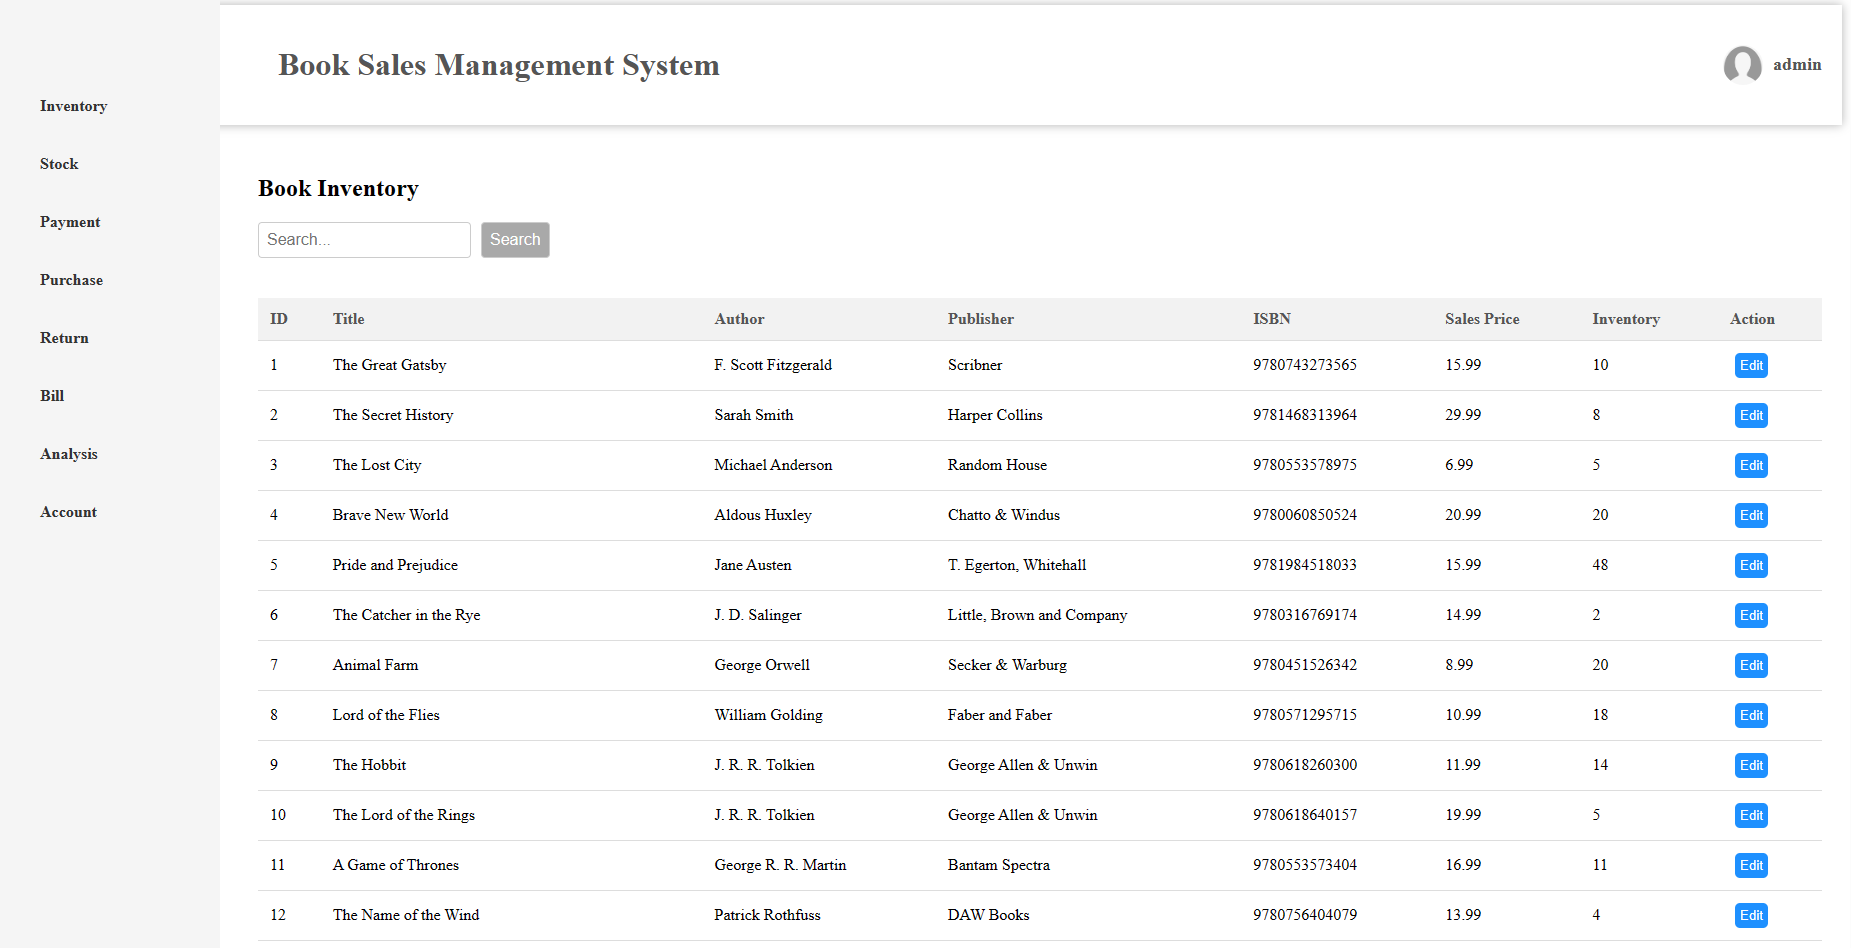 Book Sales Management System
admin
Inventory
Stock
Payment
Purchase
Return
Bill
Analysis
Account
Book Inventory
Search... Search
ID Title Author Publisher ISBN Sales Price Inventory Action
1 The Great Gatsby F. Scott Fitzgerald Scribner 9780743273565 15.99 10 Edit
2 The Secret History Sarah Smith Harper Collins 9781468313964 29.99 8 Edit
3 The Lost City Michael Anderson Random House 9780553578975 6.99 5 Edit
4 Brave New World Aldous Huxley Chatto & Windus 9780060850524 20.99 20 Edit
5 Pride and Prejudice Jane Austen T. Egerton, Whitehall 9781984518033 15.99 48 Edit
6 The Catcher in the Rye J. D. Salinger Little, Brown and Company 9780316769174 14.99 2 Edit
7 Animal Farm George Orwell Secker & Warburg 9780451526342 8.99 20 Edit
8 Lord of the Flies William Golding Faber and Faber 9780571295715 10.99 18 Edit
9 The Hobbit J. R. R. Tolkien George Allen & Unwin 9780618260300 11.99 14 Edit
10 The Lord of the Rings J. R. R. Tolkien George Allen & Unwin 9780618640157 19.99 5 Edit
11 A Game of Thrones George R. R. Martin Bantam Spectra 9780553573404 16.99 11 Edit
12 The Name of the Wind Patrick Rothfuss DAW Books 9780756404079 13.99 4 Edit